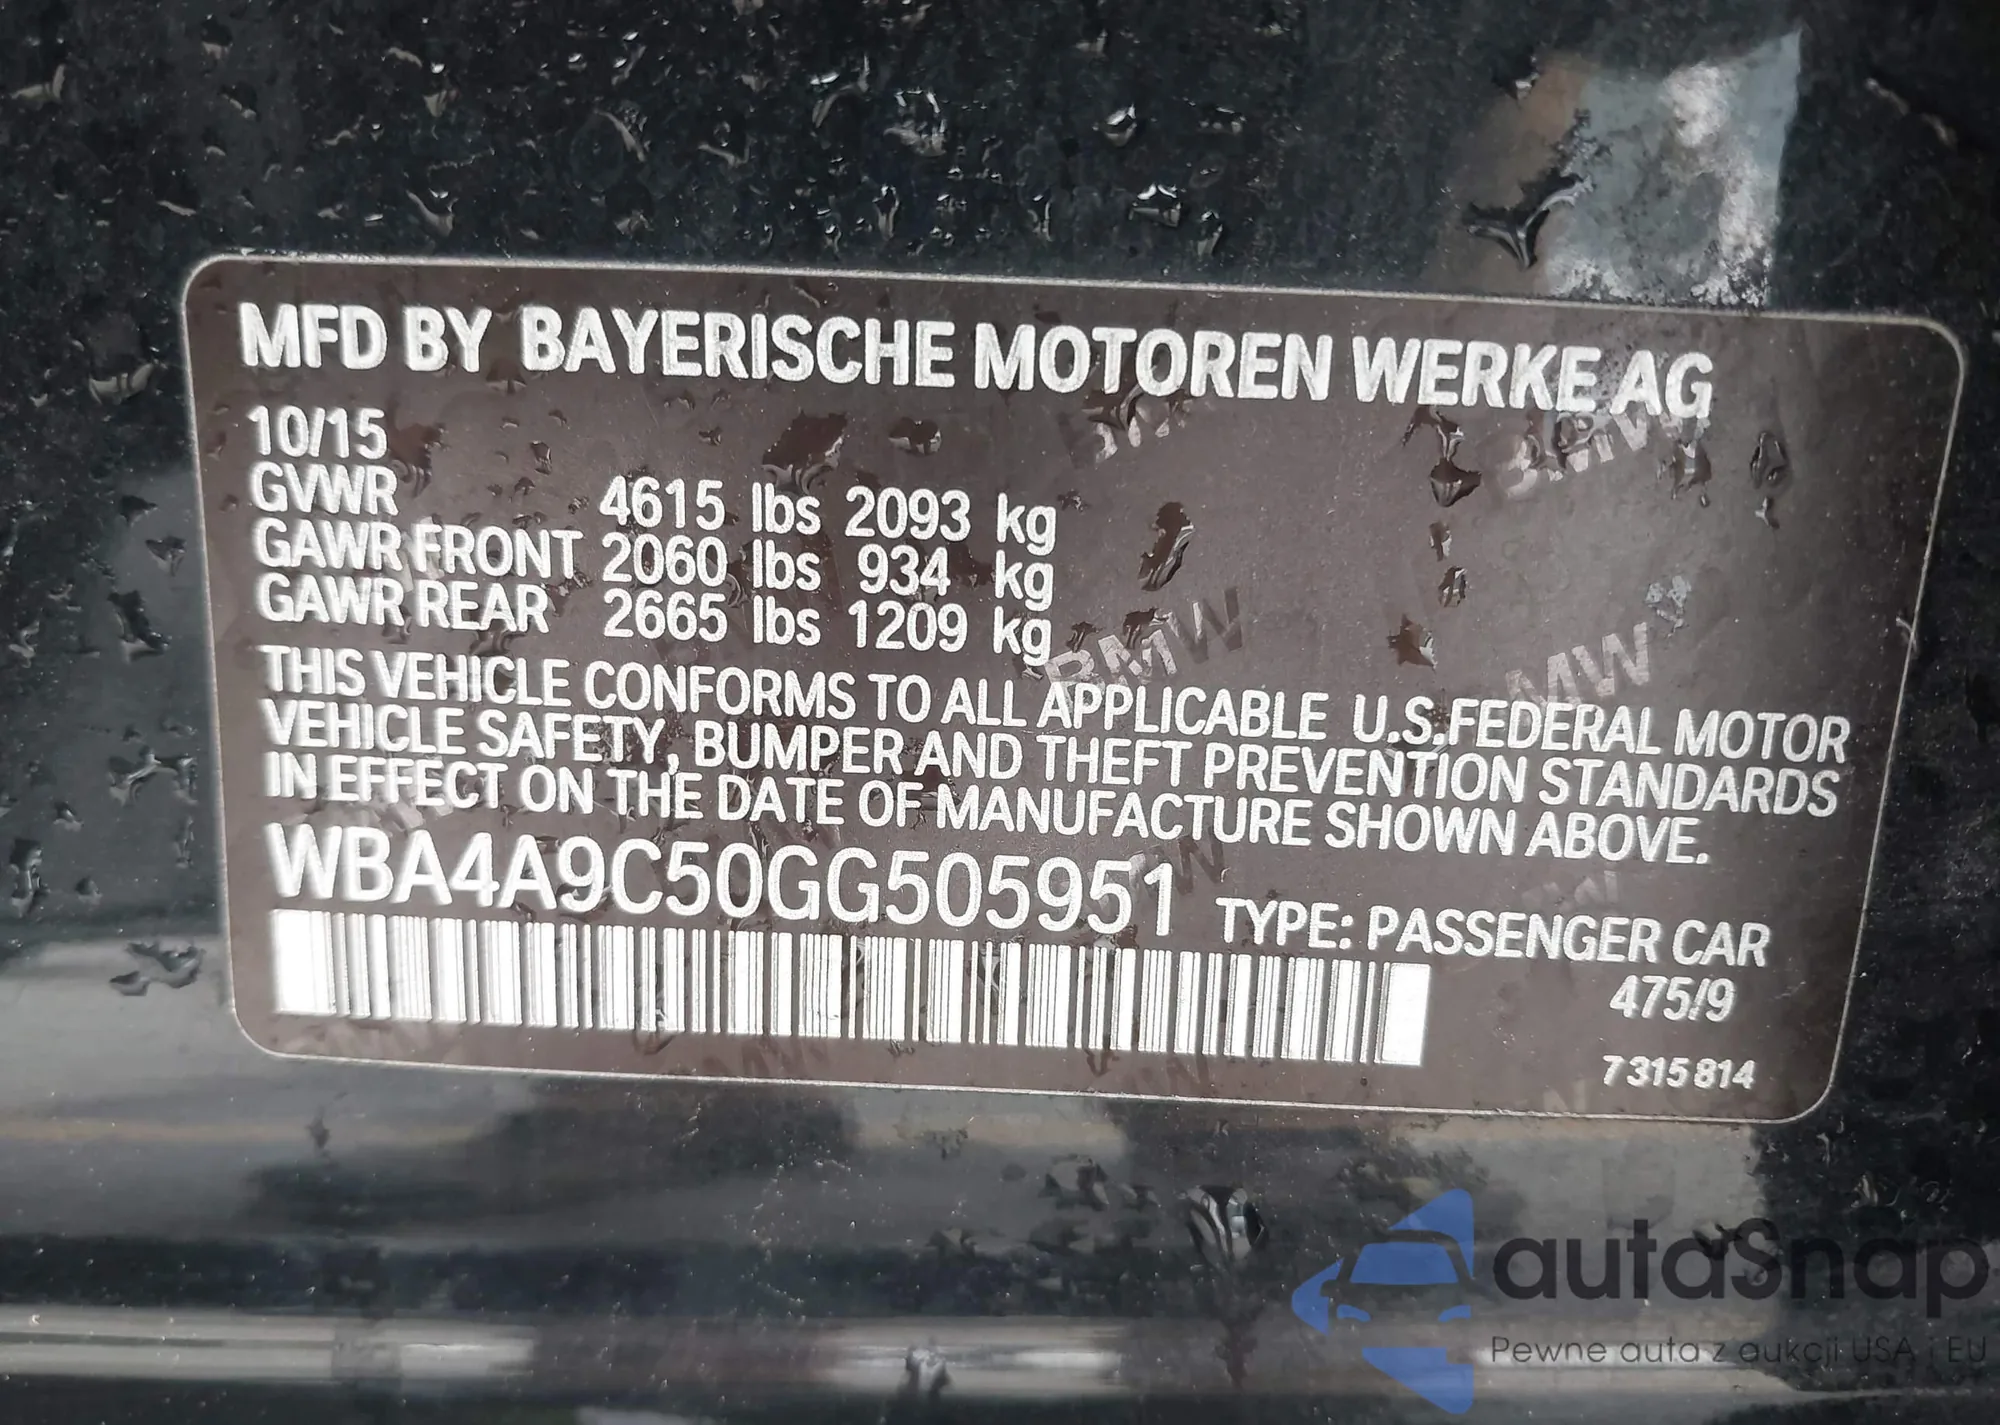 MFD BY BAYERISCHE MOTOREN WERKE AG
10/15
GVWR 4615 lbs 2093 kg
GAWR FRONT 2060 lbs 934 kg
GAWR REAR 2665 lbs 1209 kg
THIS VEHICLE CONFORMS TO ALL APPLICABLE U.S.FEDERAL MOTOR
VEHICLE SAFETY, BUMPER AND THEFT PREVENTION STANDARDS
IN EFFECT ON THE DATE OF MANUFACTURE SHOWN ABOVE.
WBA4A9C50GG505951 TYPE: PASSENGER CAR
475/9
7 315 814
autaSnap
Pewne auta z aukcji USA i EU